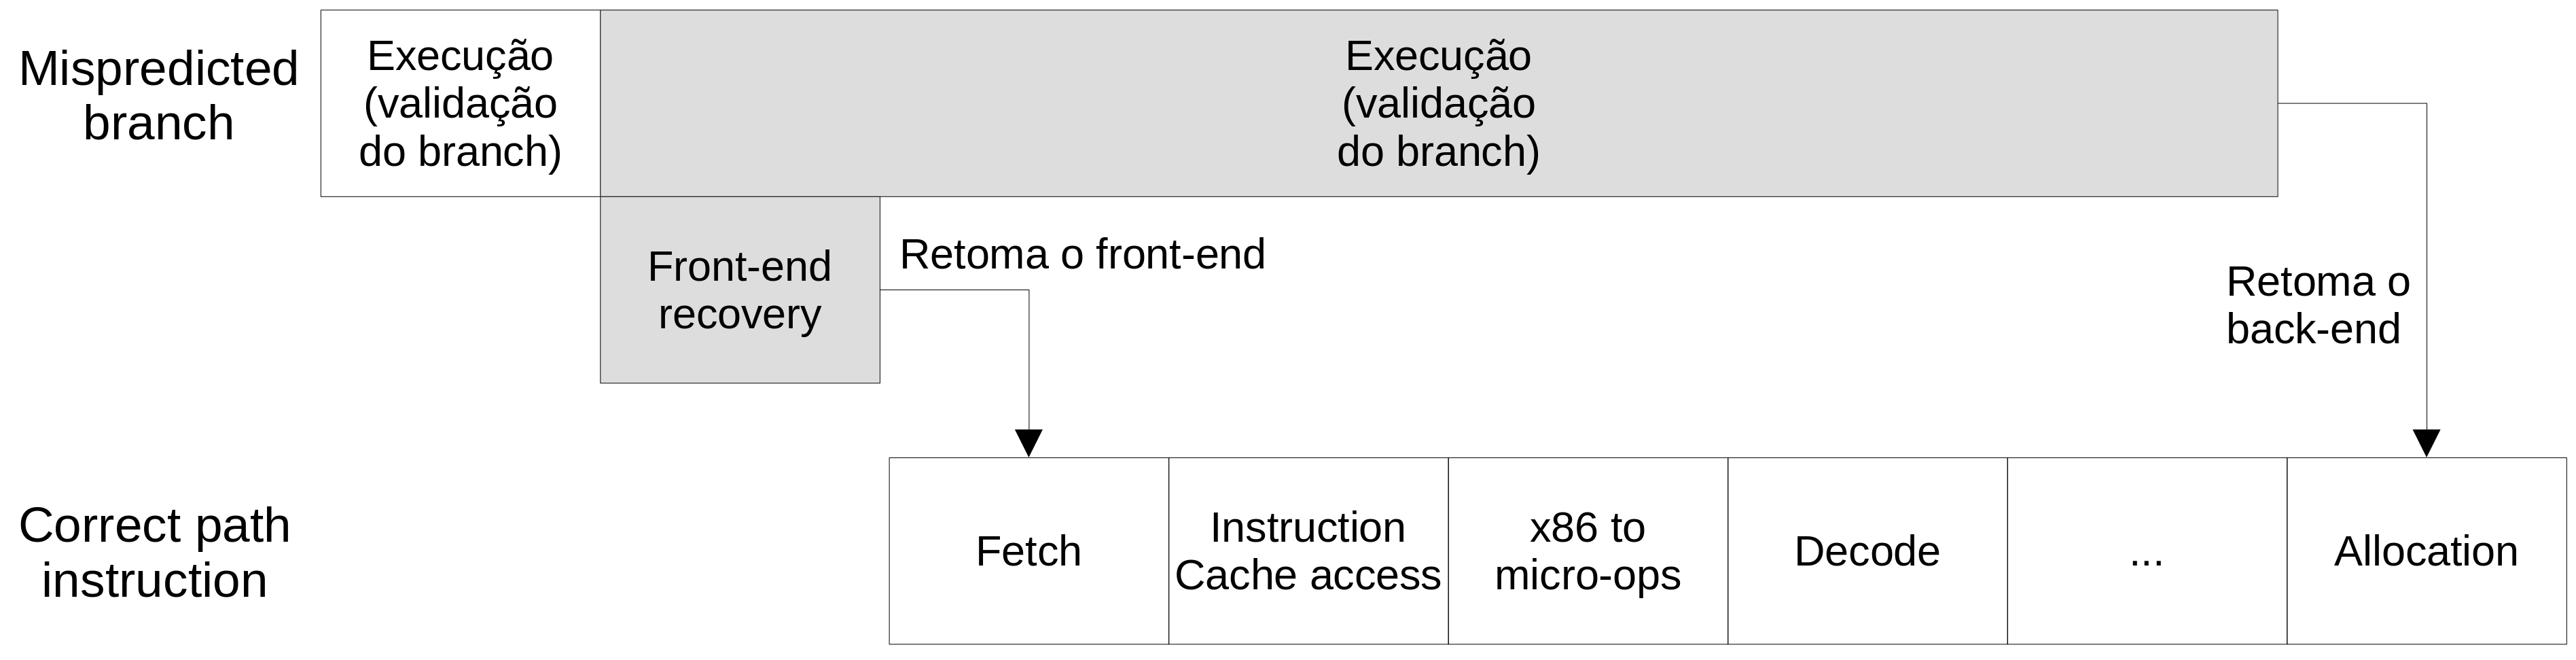 Mispredicted
branch
Execução
(validação
do branch)
Execução
(validação
do branch)
Front-end
recovery
Retoma o front-end
Retoma o
back-end
Correct path
instruction
Fetch
Instruction
Cache access
x86 to
micro-ops
Decode
...
Allocation